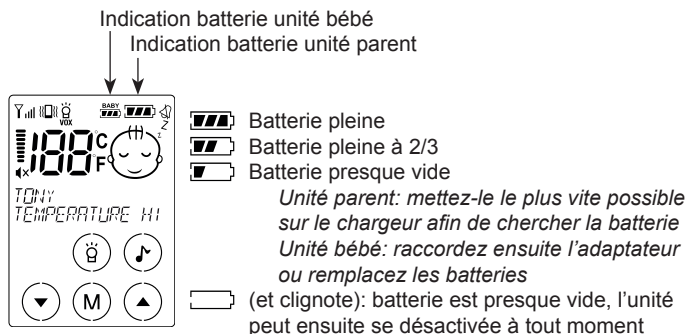 Indication batterie unité bébé
Indication batterie unité parent
VOX
BABY
Z
z
188°C
F
TONY
TEMPERATURE HI
M
Batterie pleine
Batterie pleine à 2/3
Batterie presque vide
Unité parent: mettez-le le plus vite possible
sur le chargeur afin de chercher la batterie
Unité bébé: raccordez ensuite l'adaptateur
ou remplacez les batteries
(et clignote): batterie est presque vide, l'unité
peut ensuite se désactivée à tout moment